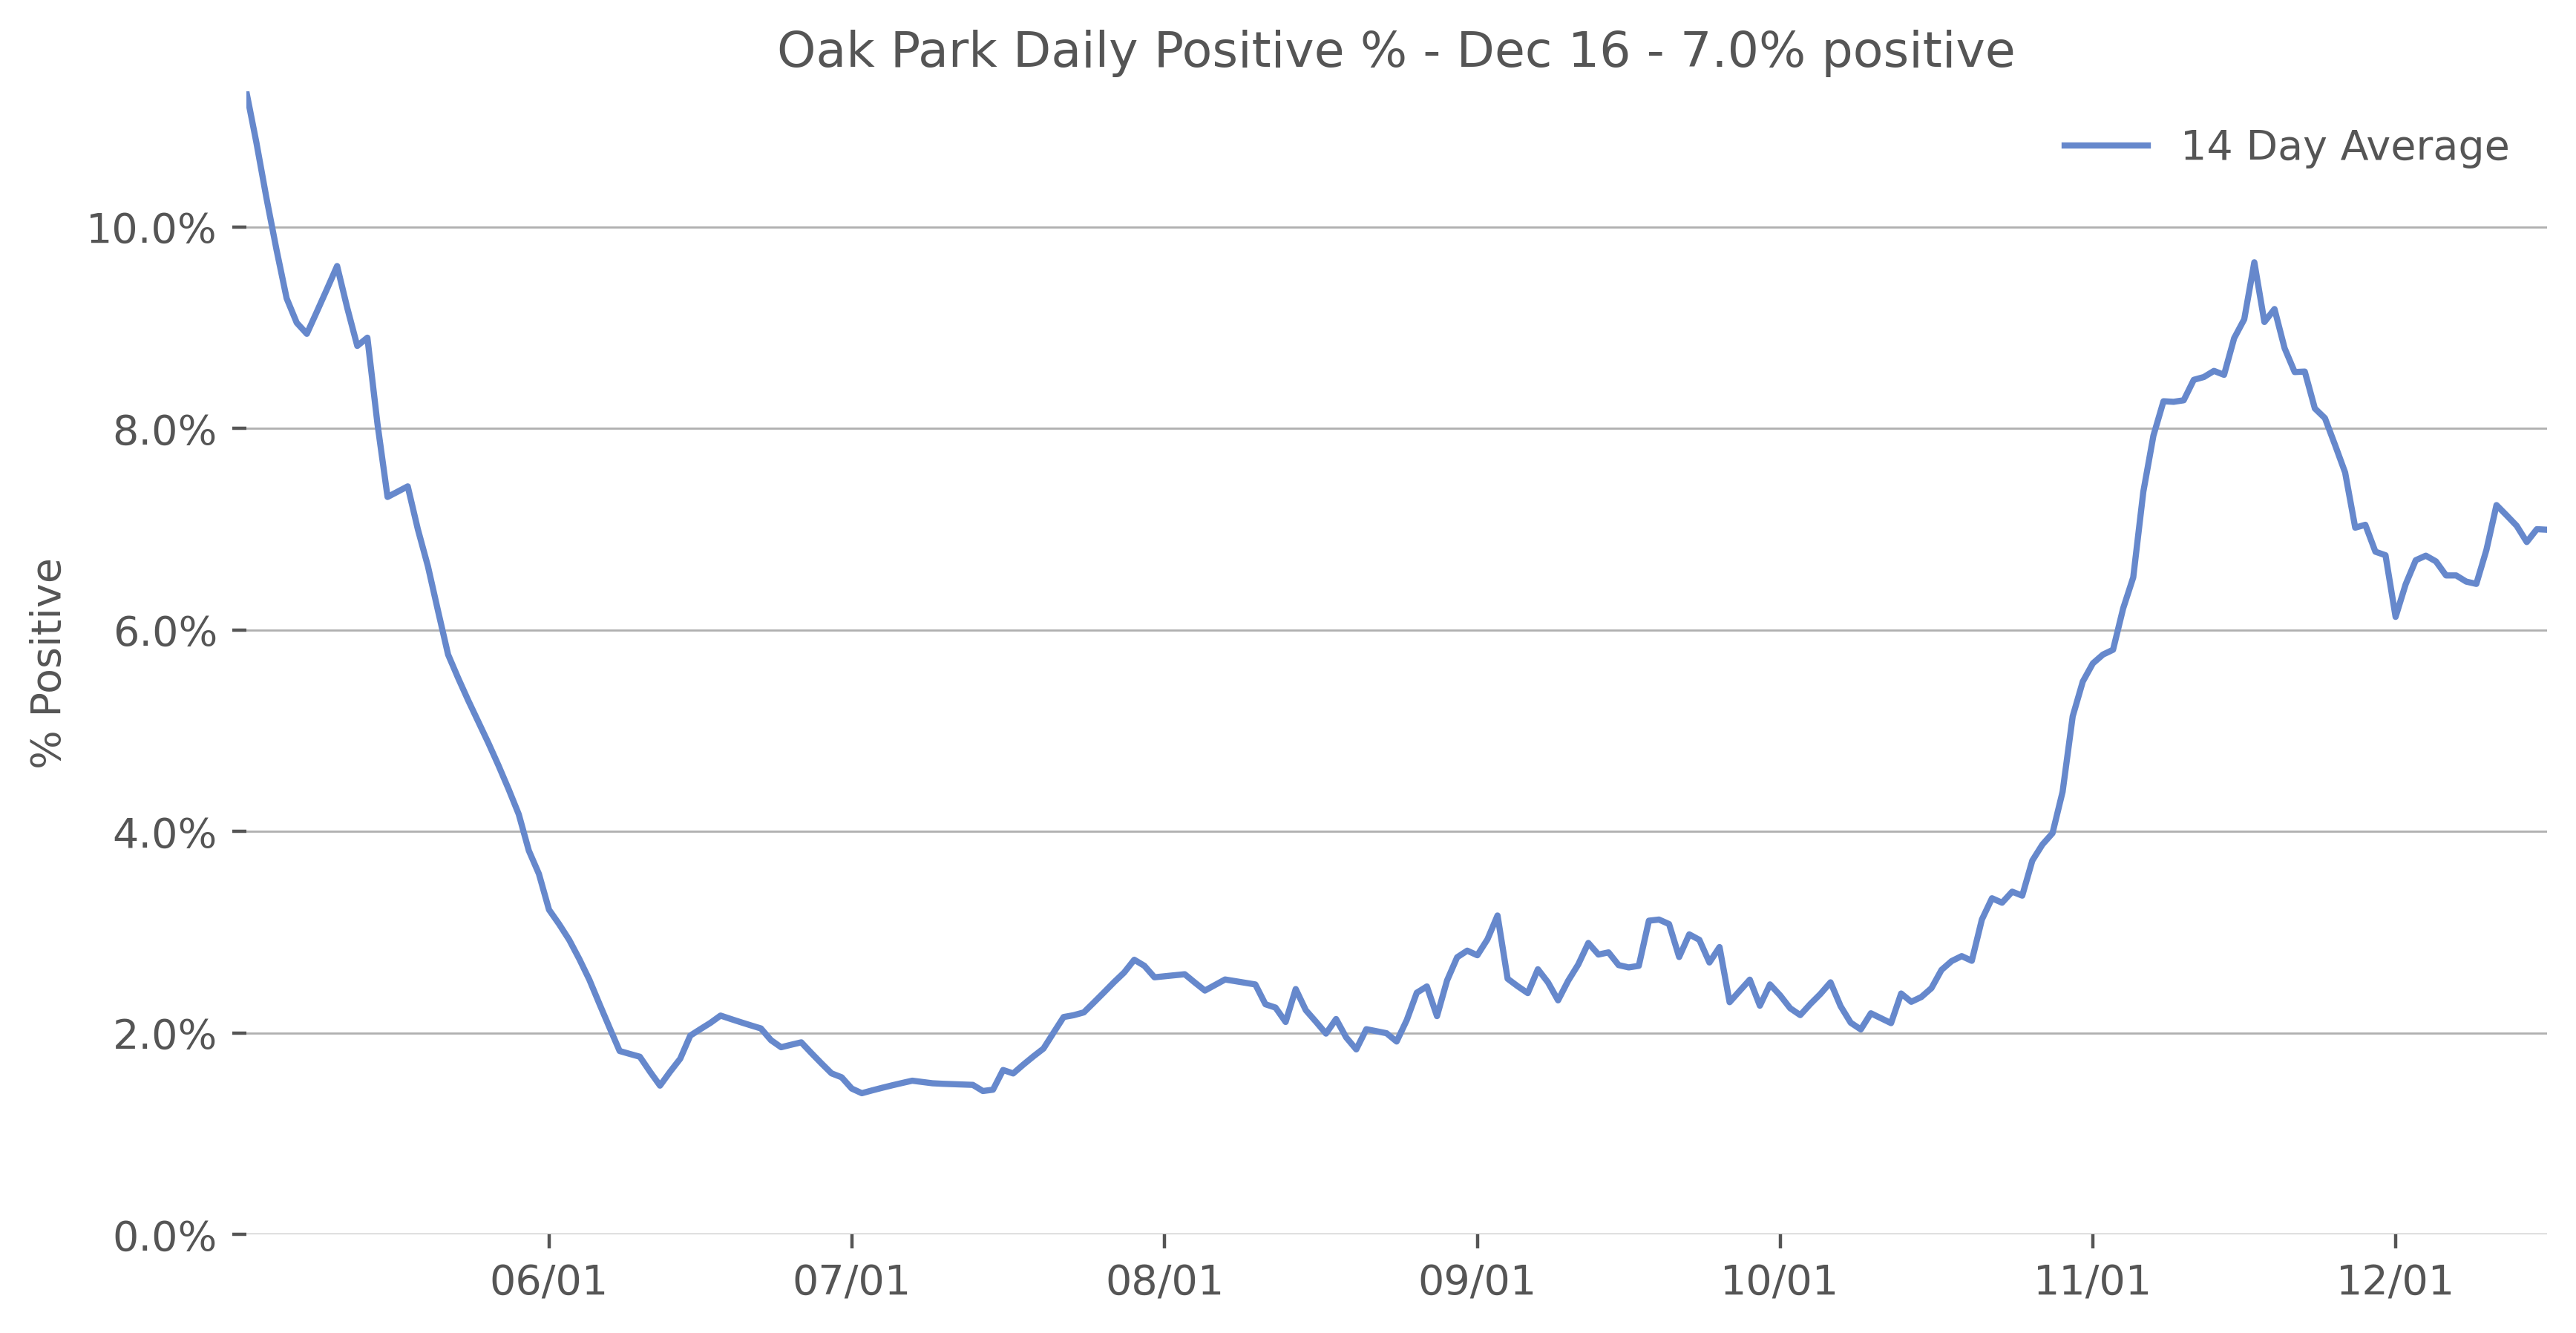 Oak Park Daily Positive % - Dec 16 - 7.0% positive
14 Day Average
10.0%
8.0%
6.0%
4.0%
2.0%
0.0%
% Positive
06/01 07/01 08/01 09/01 10/01 11/01 12/01